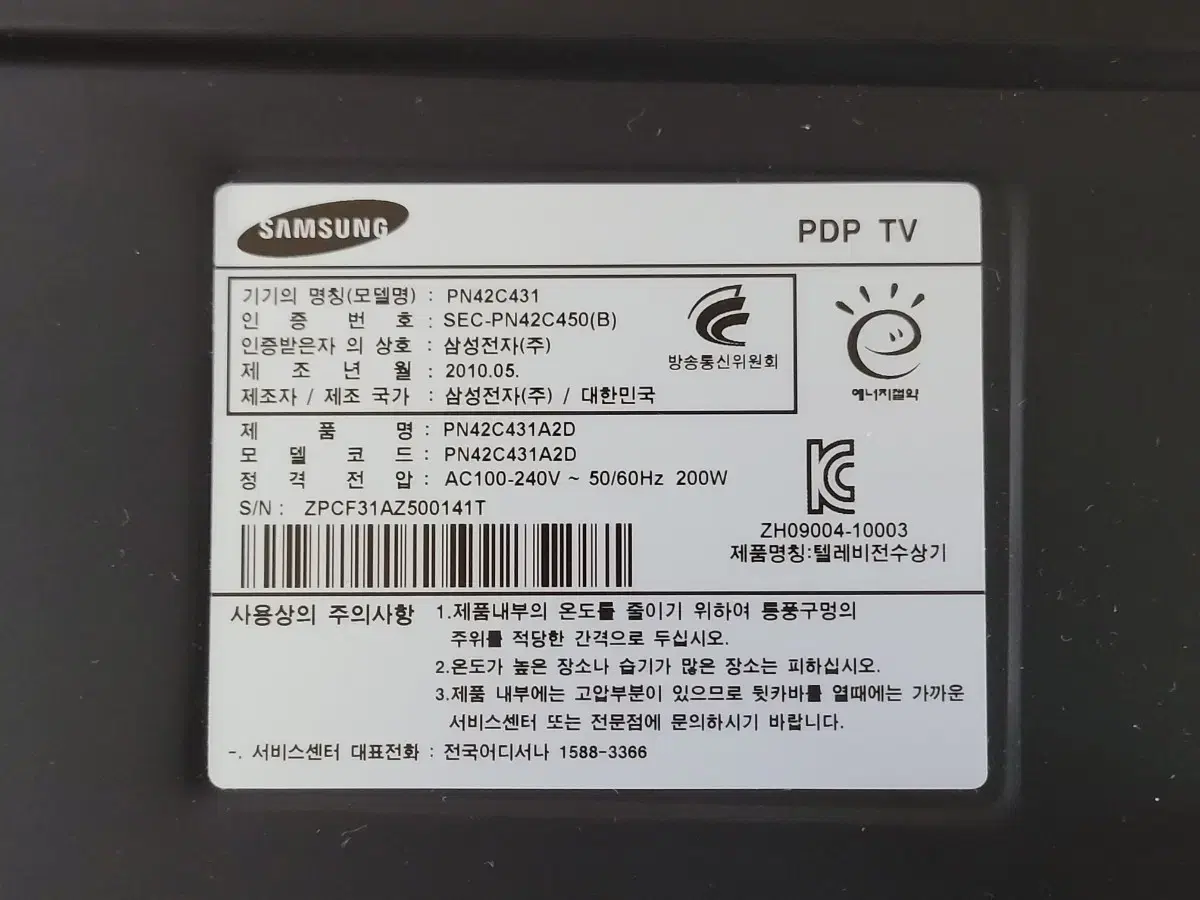 SAMSUNG
PDP TV
기기의 명칭(모델명) : PN42C431
인 증 번 호 : SEC-PN42C450(B)
인증받은자 의 상호 : 삼성전자(주)
제 조 년 월 : 2010.05.
제조자 / 제조 국가 : 삼성전자(주) / 대한민국
방송통신위원회
에너지절약
제 품 명 : PN42C431A2D
모 델 코 드 : PN42C431A2D
정 격 전 압 : AC100-240V ~ 50/60Hz 200W
S/N : ZPCF31AZ500141T
ZH09004-10003
제품명칭:텔레비전수상기
사용상의 주의사항 1.제품내부의 온도를 줄이기 위하여 통풍구멍의
주위를 적당한 간격으로 두십시오.
2.온도가 높은 장소나 습기가 많은 장소는 피하십시오.
3.제품 내부에는 고압부분이 있으므로 뒷카바를 열때에는 가까운
서비스센터 또는 전문점에 문의하시기 바랍니다.
-. 서비스센터 대표전화 : 전국어디서나 1588-3366